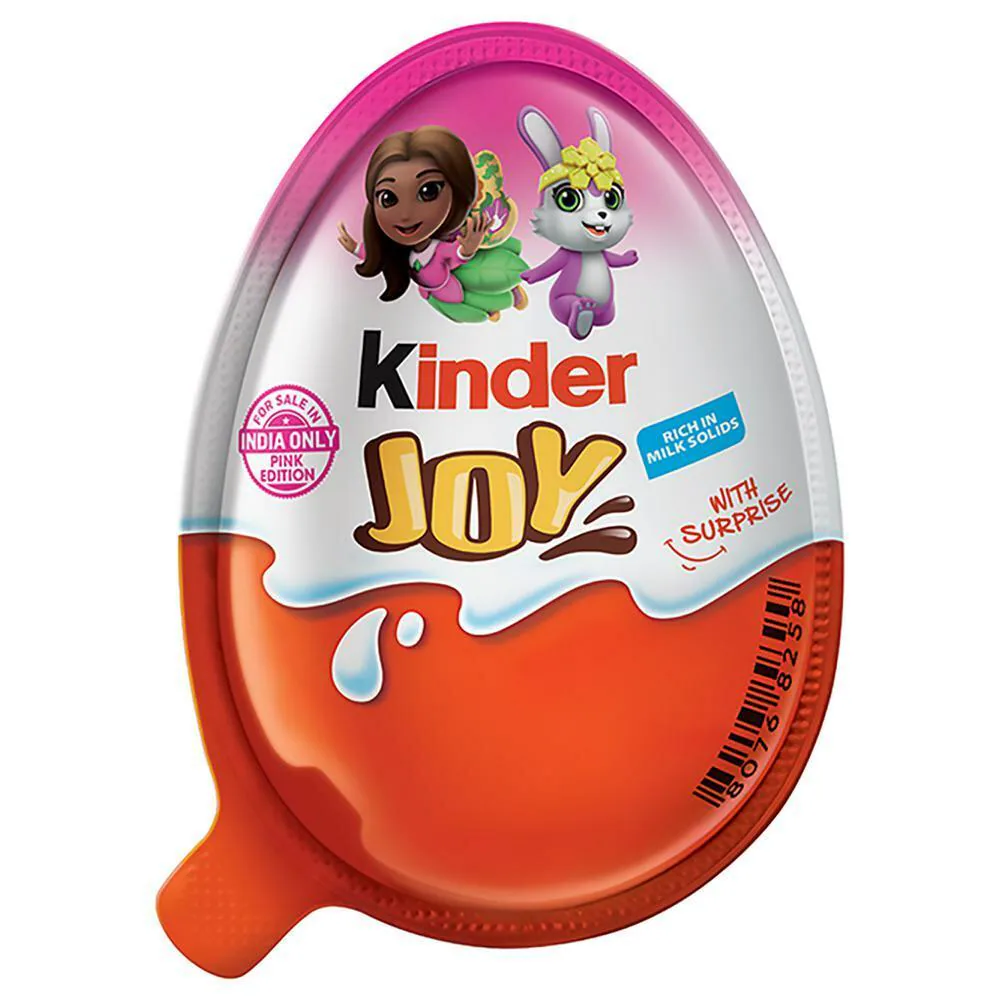 Kinder
JOY
FOR SALE IN
INDIA ONLY
PINK
EDITION
RICH IN
MILK SOLIDS
WITH
SURPRISE
8076 8258